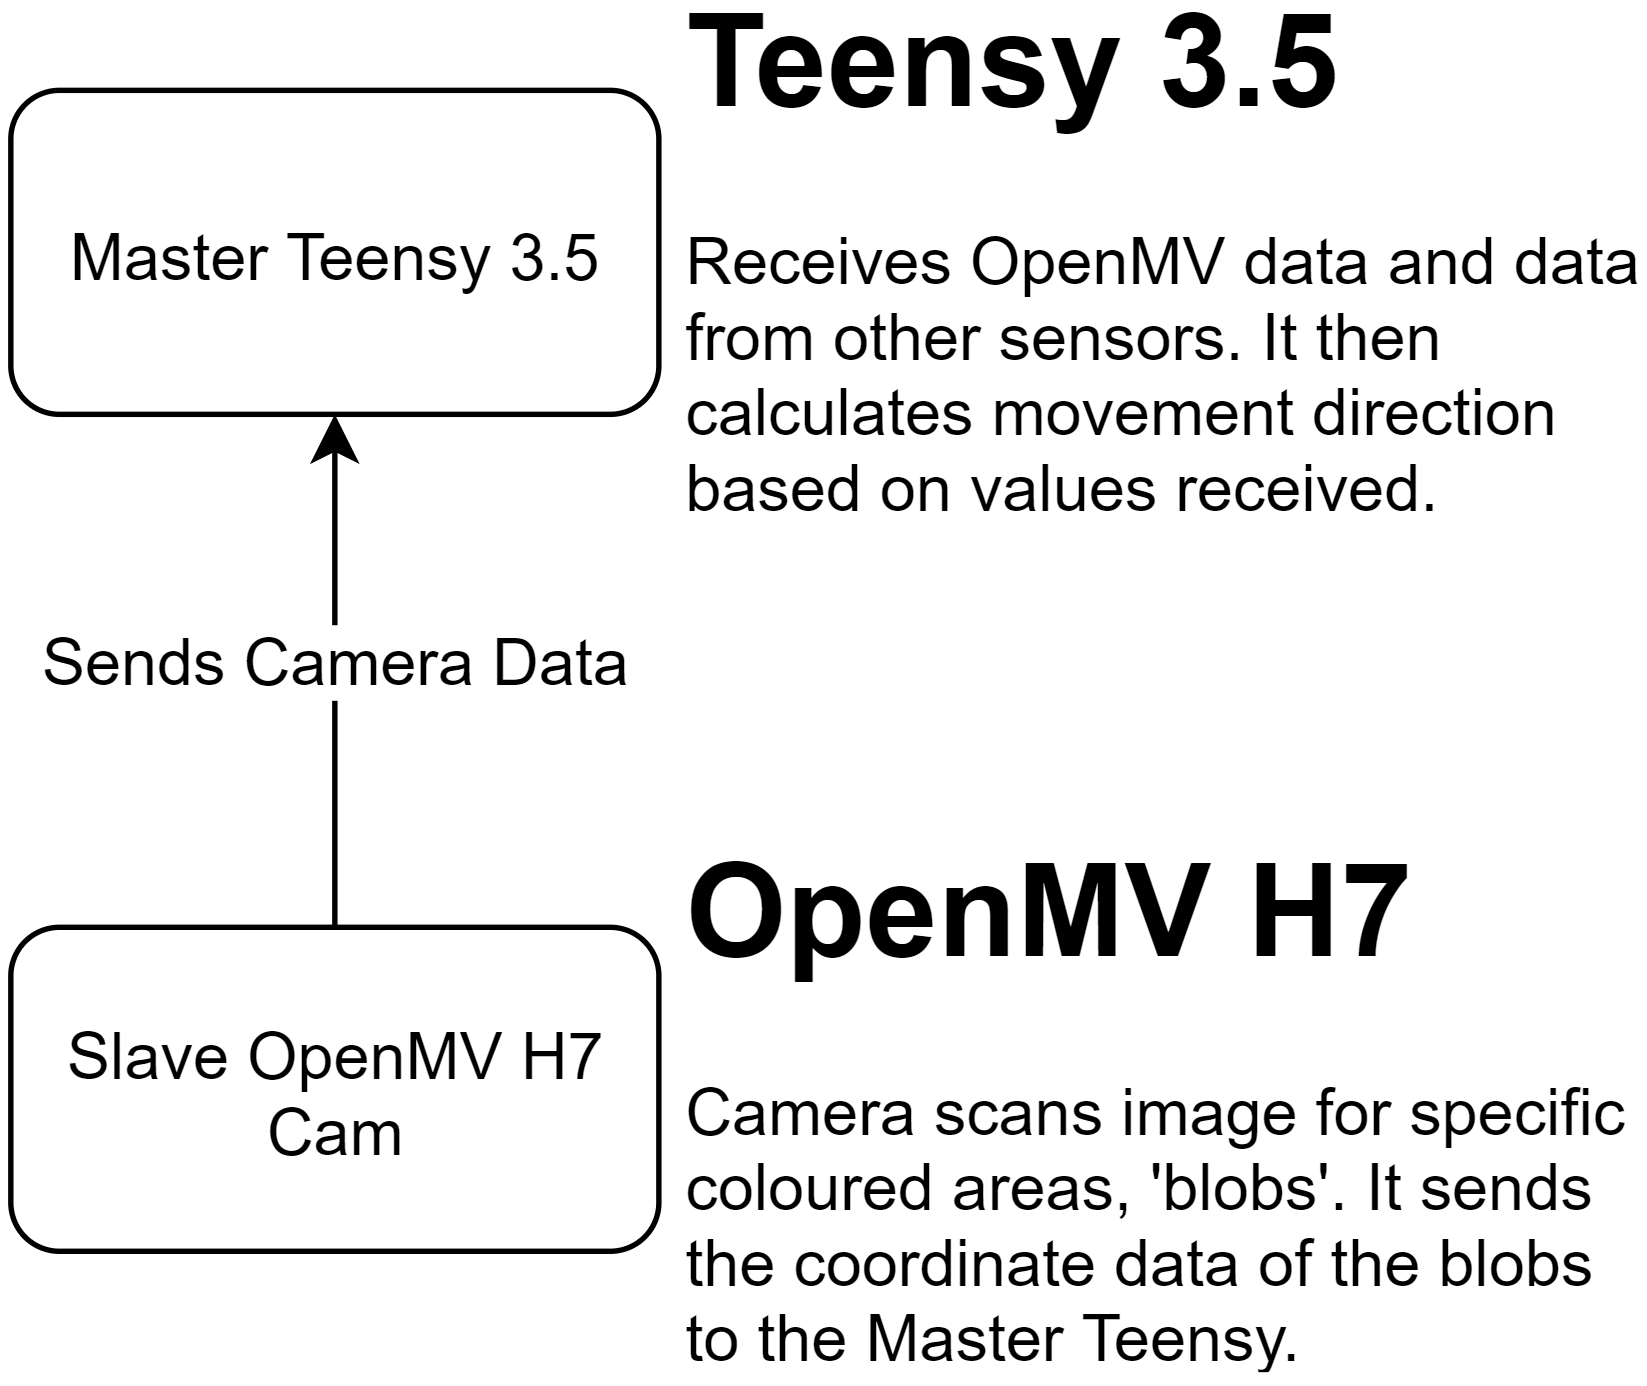 Teensy 3.5
Master Teensy 3.5
Receives OpenMV data and data
from other sensors. It then
calculates movement direction
based on values received.
Sends Camera Data
OpenMV H7
Slave OpenMV H7
Cam
Camera scans image for specific
coloured areas, 'blobs'. It sends
the coordinate data of the blobs
to the Master Teensy.